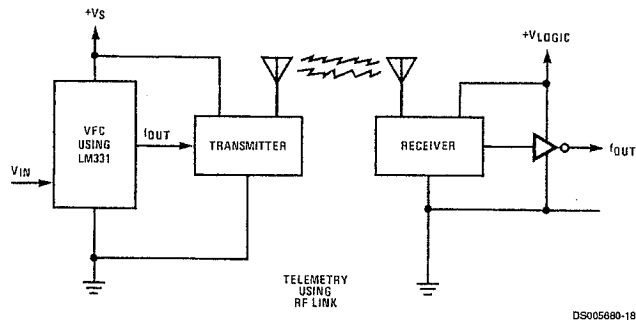 +VS
VFC
USING
LM331
fOUT
VIN
TRANSMITTER
RECEIVER
+VLOGIC
fOUT
TELEMETRY
USING
RF LINK
DS005680-18